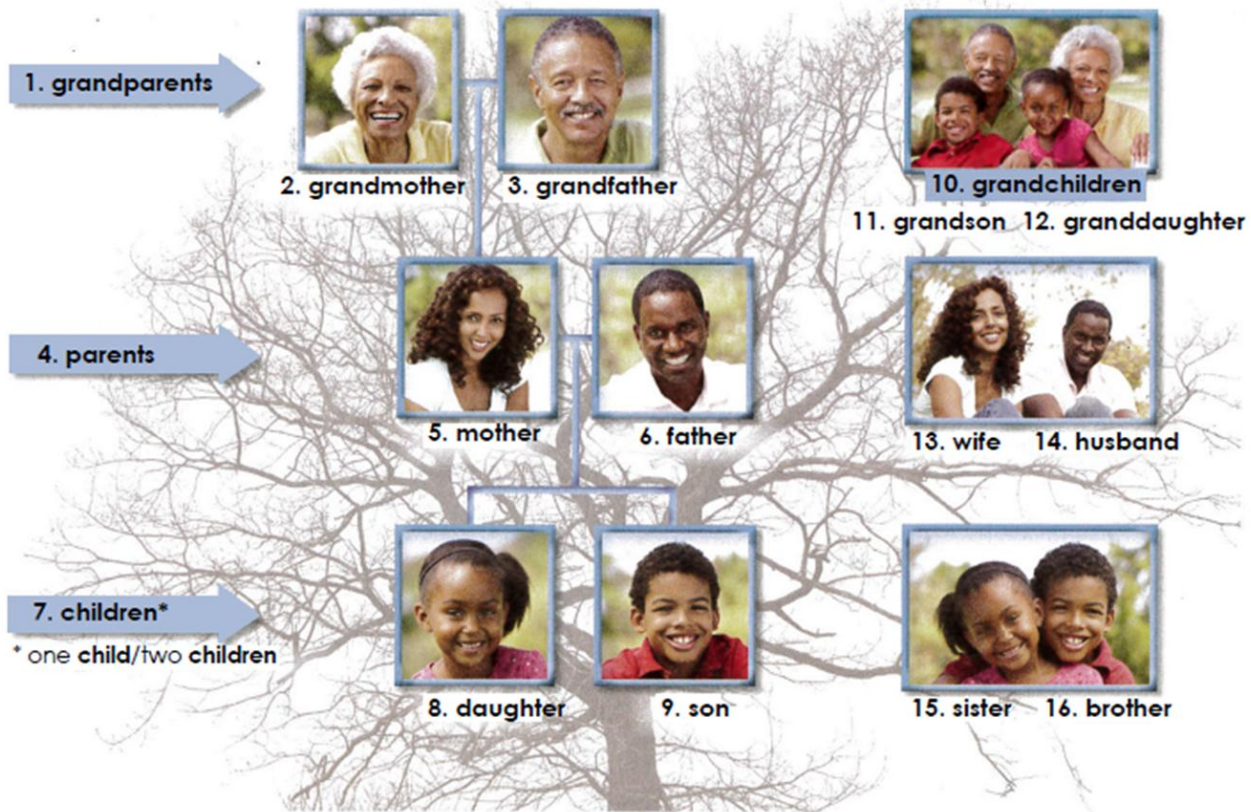 1. grandparents
2. grandmother
3. grandfather
10. grandchildren
11. grandson 12. granddaughter
4. parents
5. mother
6. father
13. wife 14. husband
7. children*
* one child/two children
8. daughter
9. son
15. sister 16. brother